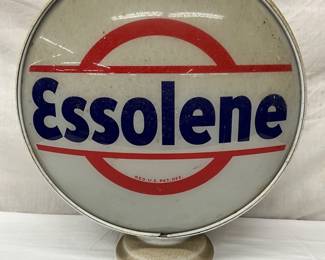 Essolene
REG. U.S. PAT. OFF.